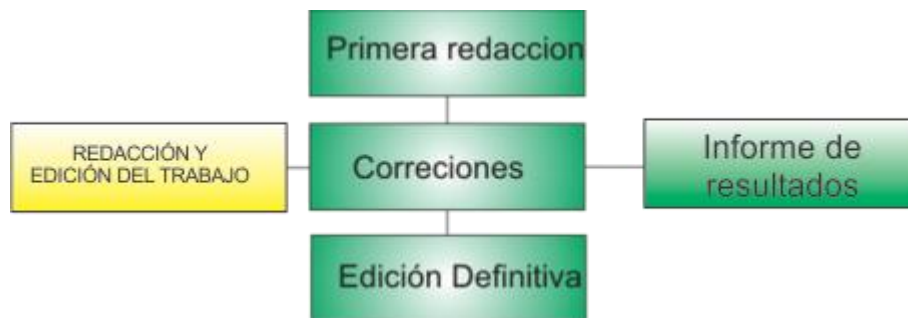 Primera redaccion
REDACCIÓN Y
EDICIÓN DEL TRABAJO
Correciones
Informe de
resultados
Edición Definitiva